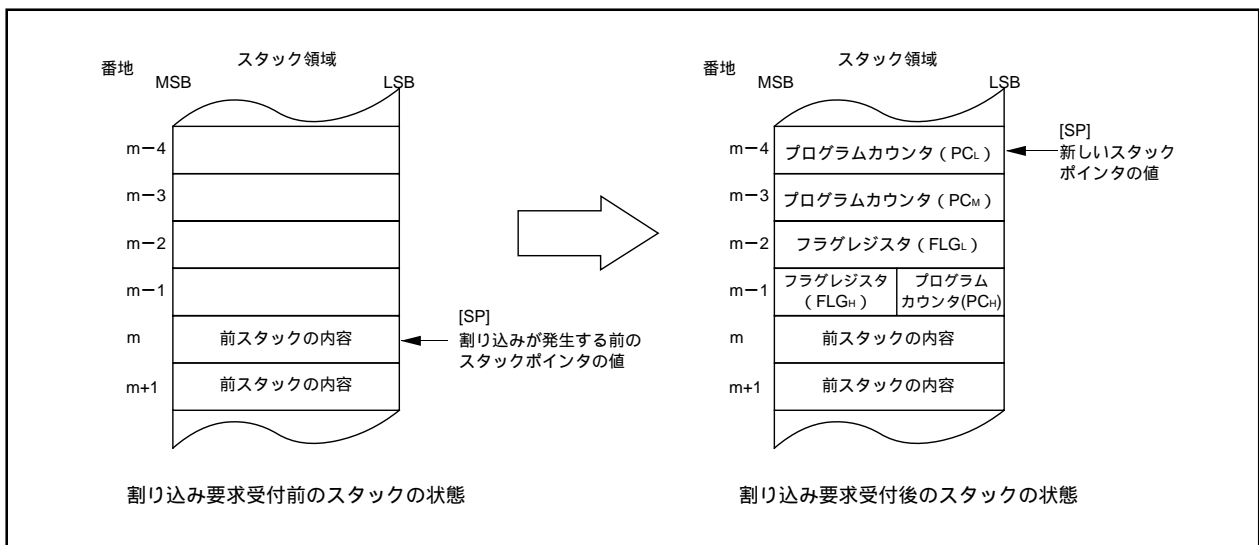 スタック領域
番地
MSB
LSB
m－4
m－3
m－2
m－1
m
前スタックの内容
m+1
前スタックの内容
[SP]
割り込みが発生する前の
スタックポインタの値
割り込み要求受付前のスタックの状態
スタック領域
番地
MSB
LSB
m－4
プログラムカウンタ（PCL）
[SP]
新しいスタック
ポインタの値
m－3
プログラムカウンタ（PCM）
m－2
フラグレジスタ（FLGL）
m－1
フラグレジスタ
（FLGH）
プログラム
カウンタ(PCH)
m
前スタックの内容
m+1
前スタックの内容
割り込み要求受付後のスタックの状態